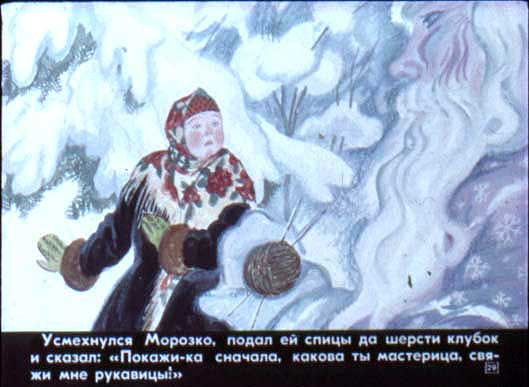 Усмехнулся Морозко, подал ей спицы да шерсти клубок
и сказал: «Покажи-ка сначала, какова ты мастерица, свя-
жи мне рукавицы!»
29